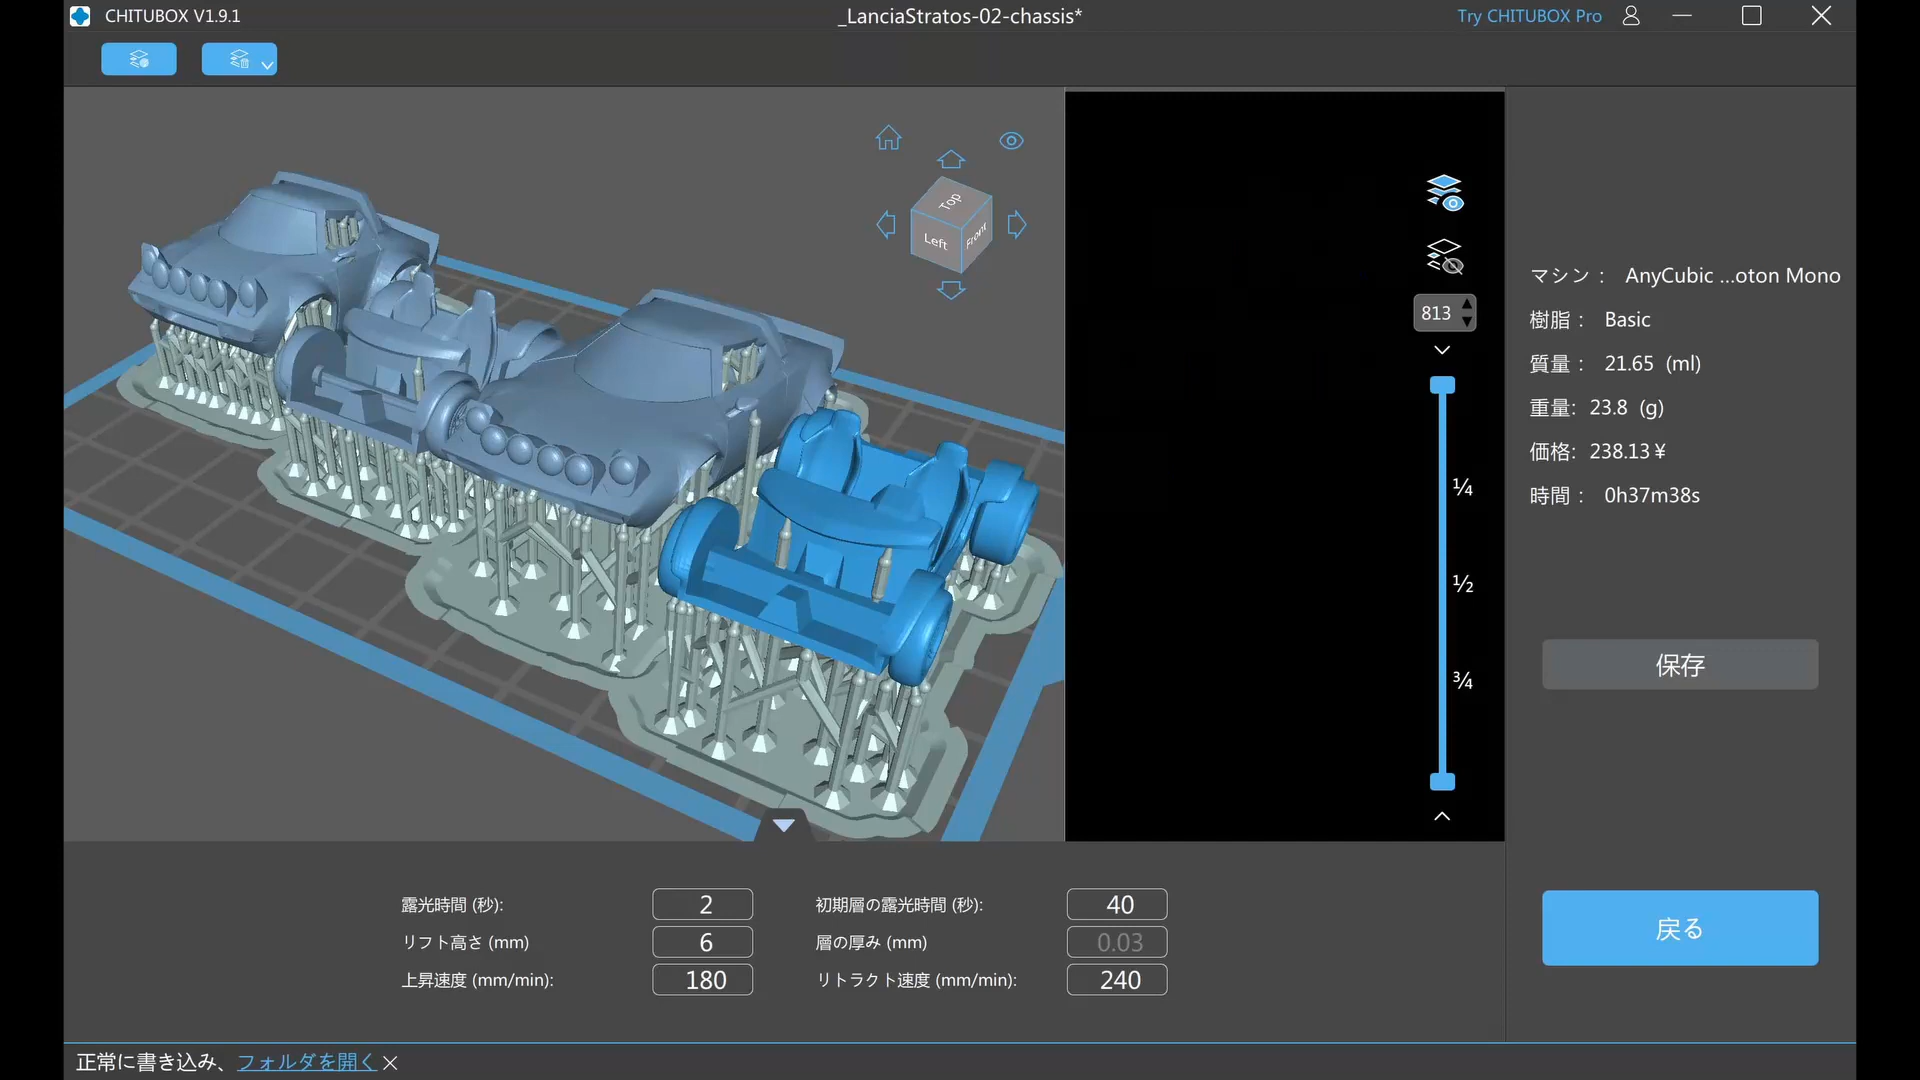 CHITUBOX V1.9.1
_LanciaStratos-02-chassis*
Try CHITUBOX Pro
Top
Left
Front
813
1/4
1/2
3/4
マシン： AnyCubic ...oton Mono
樹脂： Basic
質量： 21.65 (ml)
重量: 23.8 (g)
価格: 238.13¥
時間： 0h37m38s
保存
戻る
露光時間 (秒): 2 初期層の露光時間 (秒): 40
リフト高さ (mm) 6 層の厚み (mm) 0.03
上昇速度 (mm/min): 180 リトラクト速度 (mm/min): 240
正常に書き込み、フォルダを開く